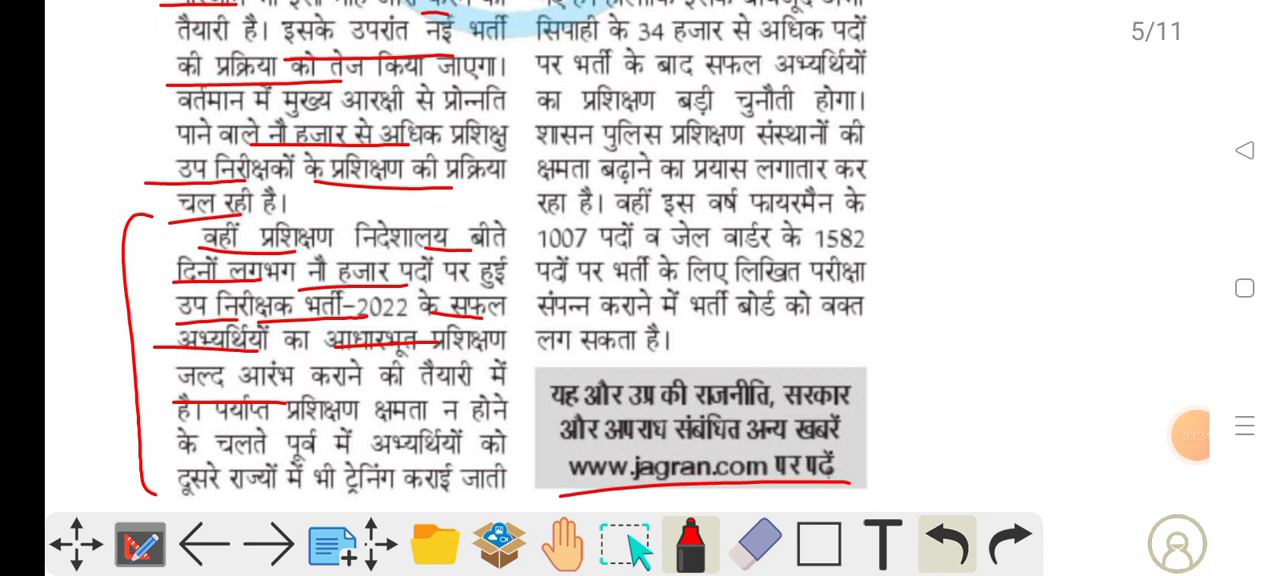 तैयारी है। इसके उपरांत नई भर्ती
की प्रक्रिया को तेज किया जाएगा।
वर्तमान में मुख्य आरक्षी से प्रोन्नति
पाने वाले नौ हजार से अधिक प्रशिक्षु
उप निरीक्षकों के प्रशिक्षण की प्रक्रिया
चल रही है।
वहीं प्रशिक्षण निदेशालय बीते
दिनों लगभग नौ हजार पदों पर हुई
उप निरीक्षक भर्ती-2022 के सफल
अभ्यर्थियों का आधारभूत प्रशिक्षण
जल्द आरंभ कराने की तैयारी में
है। पर्याप्त प्रशिक्षण क्षमता न होने
के चलते पूर्व में अभ्यर्थियों को
दूसरे राज्यों में भी ट्रेनिंग कराई जाती
सिपाही के 34 हजार से अधिक पदों
पर भर्ती के बाद सफल अभ्यर्थियों
का प्रशिक्षण बड़ी चुनौती होगा।
शासन पुलिस प्रशिक्षण संस्थानों की
क्षमता बढ़ाने का प्रयास लगातार कर
रहा है। वहीं इस वर्ष फायरमैन के
1007 पदों व जेल वार्डर के 1582
पदों पर भर्ती के लिए लिखित परीक्षा
संपन्न कराने में भर्ती बोर्ड को वक्त
लग सकता है।
यह और उप्र की राजनीति, सरकार
और अपराध संबंधित अन्य खबरें
www.jagran.com पर पढ़ें
5/11
03:24
T